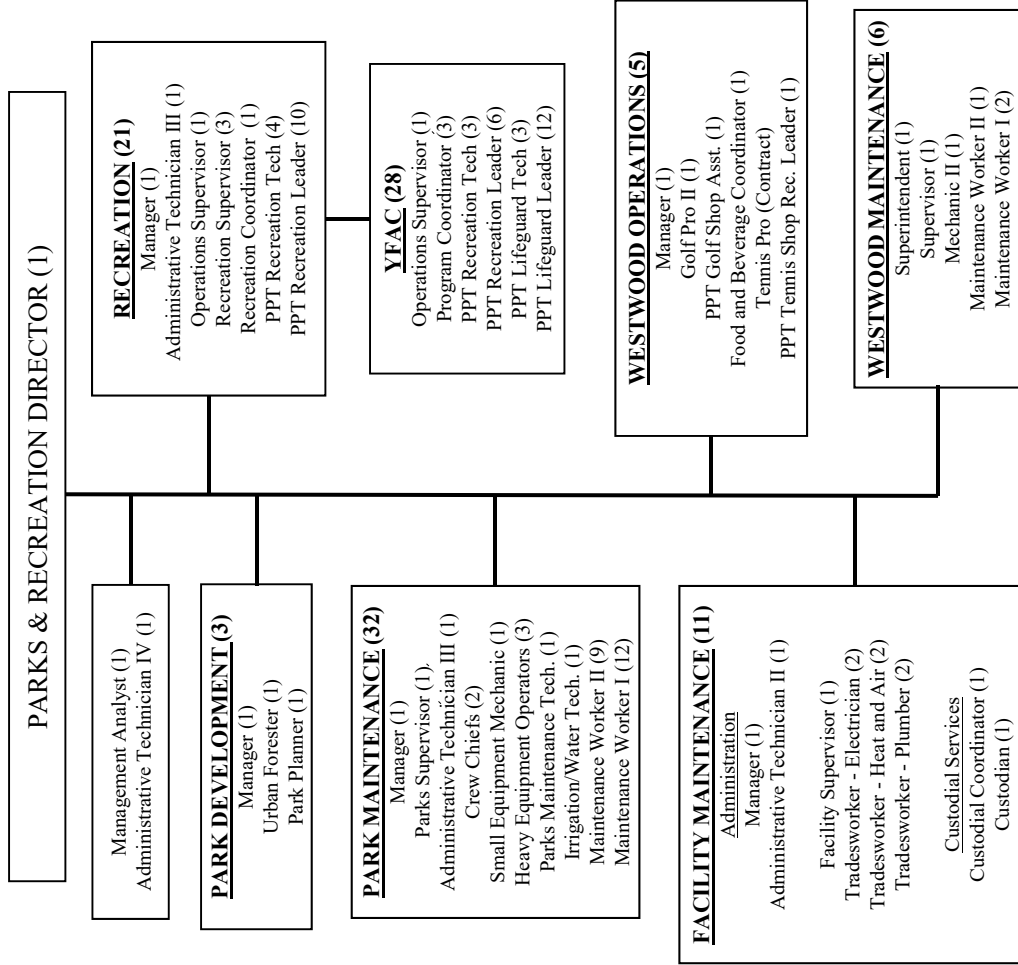 PARKS & RECREATION DIRECTOR (1)
Management Analyst (1)
Administrative Technician IV (1)
PARK DEVELOPMENT (3)
Manager (1)
Urban Forester (1)
Park Planner (1)
PARK MAINTENANCE (32)
Manager (1)
Parks Supervisor (1).
Administrative Technician III (1)
Crew Chiefs (2)
Small Equipment Mechanic (1)
Heavy Equipment Operators (3)
Parks Maintenance Tech. (1)
Irrigation/Water Tech. (1)
Maintenance Worker II (9)
Maintenance Worker I (12)
FACILITY MAINTENANCE (11)
Administration
Manager (1)
Administrative Technician II (1)
Facility Supervisor (1)
Tradesworker - Electrician (2)
Tradesworker - Heat and Air (2)
Tradesworker - Plumber (2)
Custodial Services
Custodial Coordinator (1)
Custodian (1)
RECREATION (21)
Manager (1)
Administrative Technician III (1)
Operations Supervisor (1)
Recreation Supervisor (3)
Recreation Coordinator (1)
PPT Recreation Tech (4)
PPT Recreation Leader (10)
YFAC (28)
Operations Supervisor (1)
Program Coordinator (3)
PPT Recreation Tech (3)
PPT Recreation Leader (6)
PPT Lifeguard Tech (3)
PPT Lifeguard Leader (12)
WESTWOOD OPERATIONS (5)
Manager (1)
Golf Pro II (1)
PPT Golf Shop Asst. (1)
Food and Beverage Coordinator (1)
Tennis Pro (Contract)
PPT Tennis Shop Rec. Leader (1)
WESTWOOD MAINTENANCE (6)
Superintendent (1)
Supervisor (1)
Mechanic II (1)
Maintenance Worker II (1)
Maintenance Worker I (2)